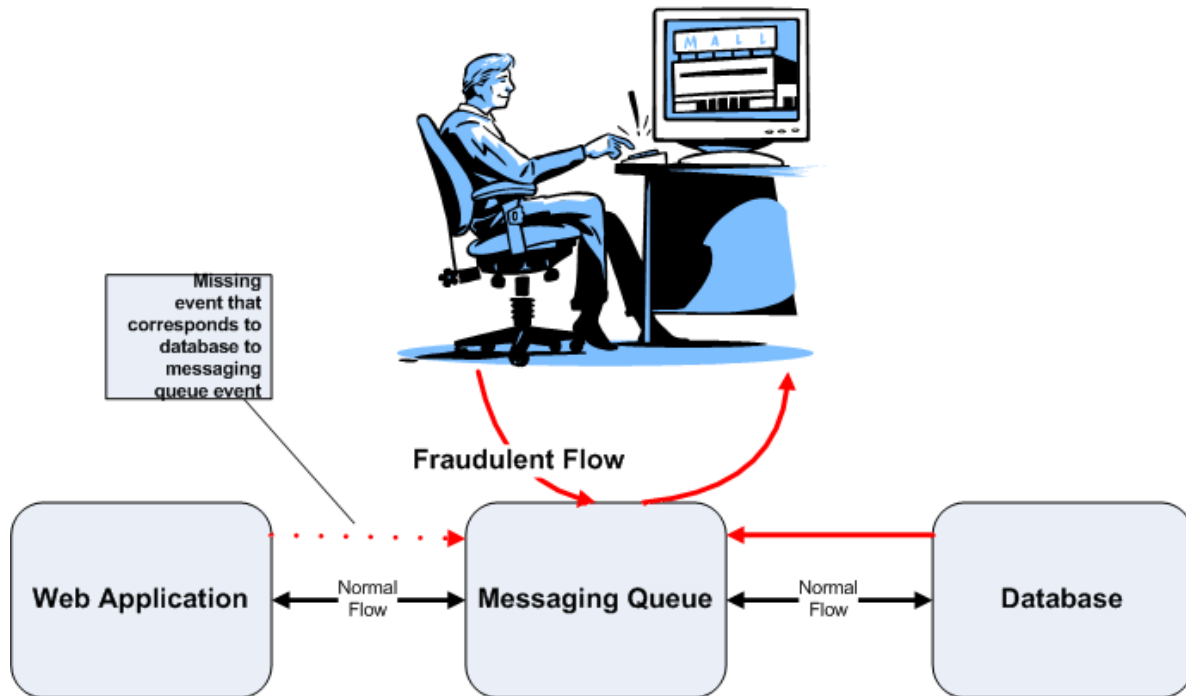 MALL
Missing
event that
corresponds to
database to
messaging
queue event
Fraudulent Flow
Web Application
Normal
Flow
Messaging Queue
Normal
Flow
Database